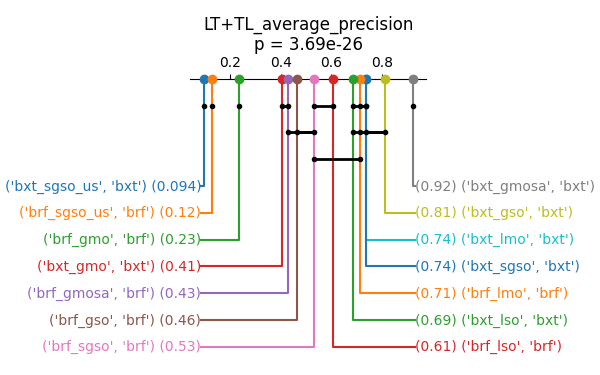 LT+TL_average_precision
p = 3.69e-26
0.2 0.4 0.6 0.8
('bxt_sgso_us', 'bxt') (0.094)
(0.92) ('bxt_gmosa', 'bxt')
('brf_sgso_us', 'brf') (0.12)
(0.81) ('bxt_gso', 'bxt')
('brf_gmo', 'brf') (0.23)
(0.74) ('bxt_lmo', 'bxt')
('bxt_gmo', 'bxt') (0.41)
(0.74) ('bxt_sgso', 'bxt')
('brf_gmosa', 'brf') (0.43)
(0.71) ('brf_lmo', 'brf')
('brf_gso', 'brf') (0.46)
(0.69) ('bxt_lso', 'bxt')
('brf_sgso', 'brf') (0.53)
(0.61) ('brf_lso', 'brf')